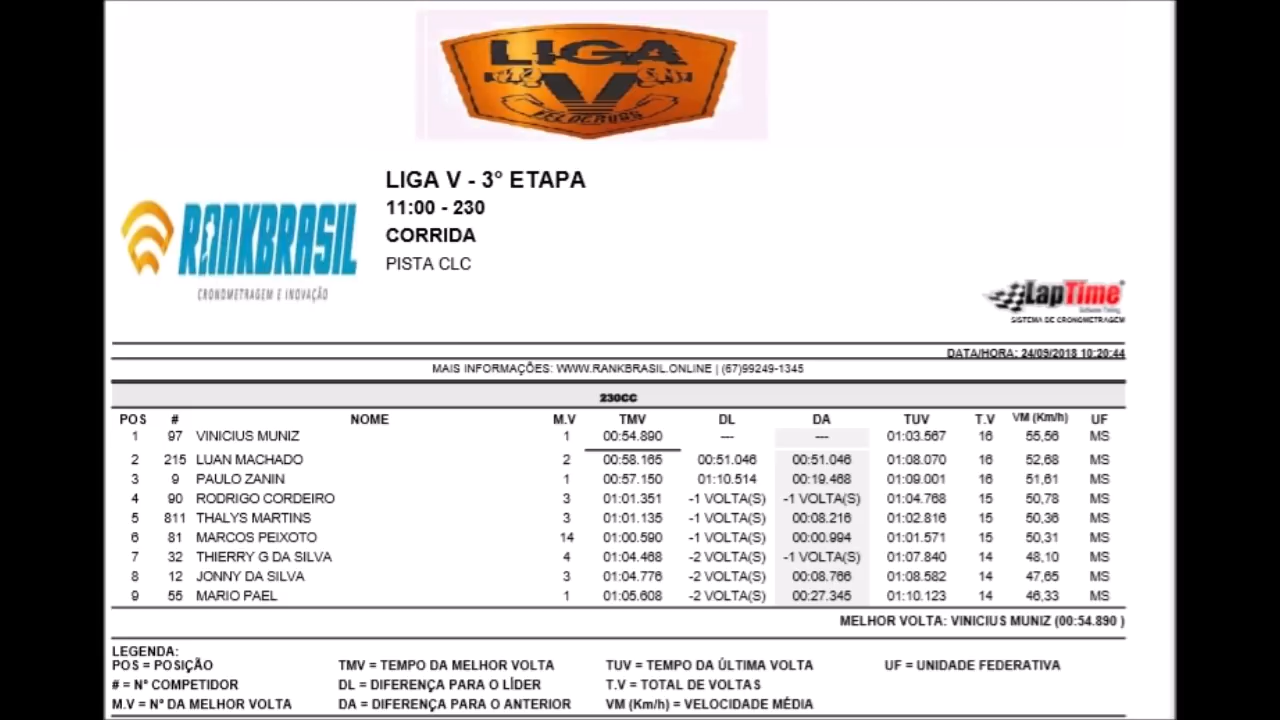 LIGA
V
VELOCROSS
LIGA V - 3° ETAPA
11:00 - 230
CORRIDA
PISTA CLC
RANKBRASIL
CRONOMETRAGEM E INOVAÇÃO
LapTime
Software Timing
SISTEMA DE CRONOMETRAGEM
DATA/HORA: 24/09/2018 10:20:44
MAIS INFORMAÇÕES: WWW.RANKBRASIL.ONLINE | (67)99249-1345
230CC
POS # NOME M.V TMV DL DA TUV T.V VM (Km/h) UF
1 97 VINICIUS MUNIZ 1 00:54.890 --- --- 01:03.567 16 55,56 MS
2 215 LUAN MACHADO 2 00:58.165 00:51.046 00:51.046 01:08.070 16 52,68 MS
3 9 PAULO ZANIN 1 00:57.150 01:10.514 00:19.468 01:09.001 16 51,61 MS
4 90 RODRIGO CORDEIRO 3 01:01.351 -1 VOLTA(S) -1 VOLTA(S) 01:04.768 15 50,78 MS
5 811 THALYS MARTINS 3 01:01.135 -1 VOLTA(S) 00:08.216 01:02.816 15 50,36 MS
6 81 MARCOS PEIXOTO 14 01:00.590 -1 VOLTA(S) 00:00.994 01:01.571 15 50,31 MS
7 32 THIERRY G DA SILVA 4 01:04.468 -2 VOLTA(S) -1 VOLTA(S) 01:07.840 14 48,10 MS
8 12 JONNY DA SILVA 3 01:04.776 -2 VOLTA(S) 00:08.766 01:08.582 14 47,65 MS
9 55 MARIO PAEL 1 01:05.608 -2 VOLTA(S) 00:27.345 01:10.123 14 46,33 MS
MELHOR VOLTA: VINICIUS MUNIZ (00:54.890 )
LEGENDA:
POS = POSIÇÃO TMV = TEMPO DA MELHOR VOLTA TUV = TEMPO DA ÚLTIMA VOLTA UF = UNIDADE FEDERATIVA
# = Nº COMPETIDOR DL = DIFERENÇA PARA O LÍDER T.V = TOTAL DE VOLTAS
M.V = Nº DA MELHOR VOLTA DA = DIFERENÇA PARA O ANTERIOR VM (Km/h) = VELOCIDADE MÉDIA